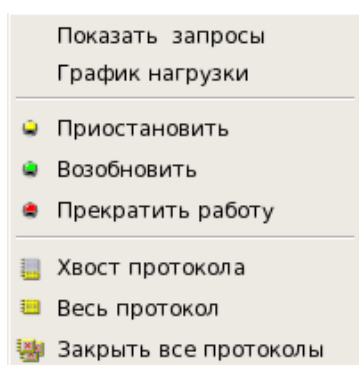 Показать запросы
График нагрузки
Приостановить
Возобновить
Прекратить работу
Хвост протокола
Весь протокол
Закрыть все протоколы